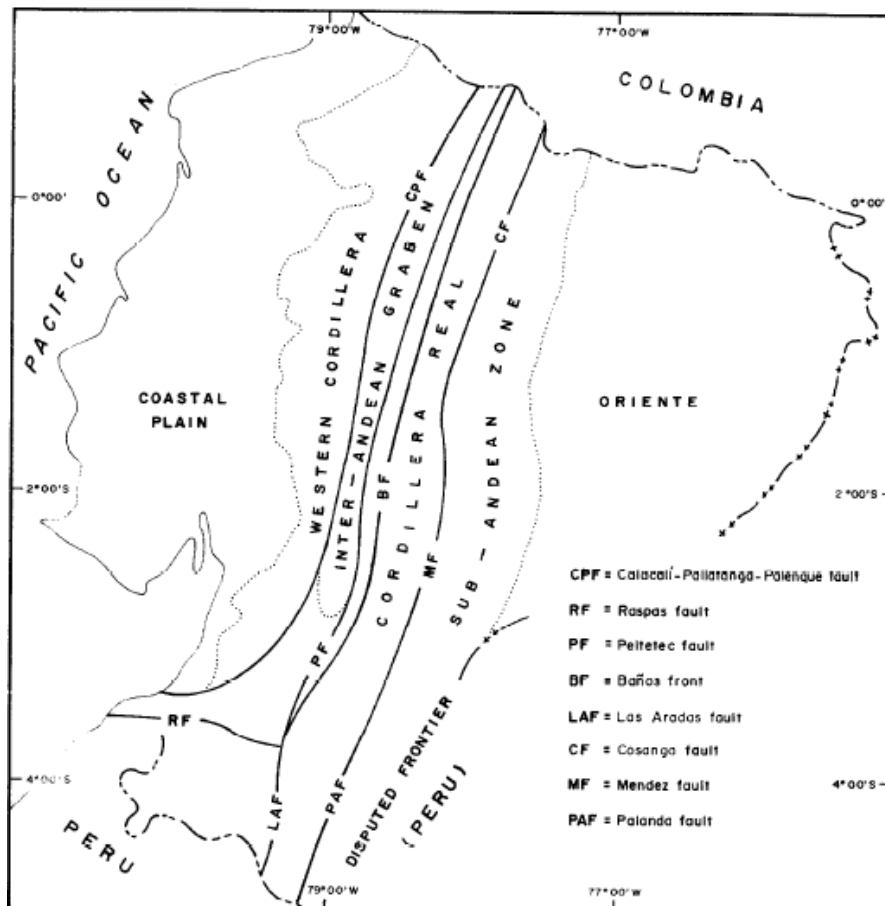 79°00'W
77°00'W
COLOMBIA
PACIFIC OCEAN
0°00'
0°00'
CPF
CF
WESTERN CORDILLERA
INTER-ANDEAN GRABEN
CORDILLERA REAL
SUB-ANDEAN ZONE
COASTAL
PLAIN
ORIENTE
BF
2°00'S
2°00'S
MF
PF
RF
LAF
PAF
DISPUTED FRONTIER
(PERU)
4°00'S
4°00'S
PERU
79°00'W
77°00'W
CPF = Calacalí-Pallatanga-Palenque fault
RF = Raspas fault
PF = Peltetec fault
BF = Baños front
LAF = Las Aradas fault
CF = Cosanga fault
MF = Mendez fault
PAF = Palanda fault